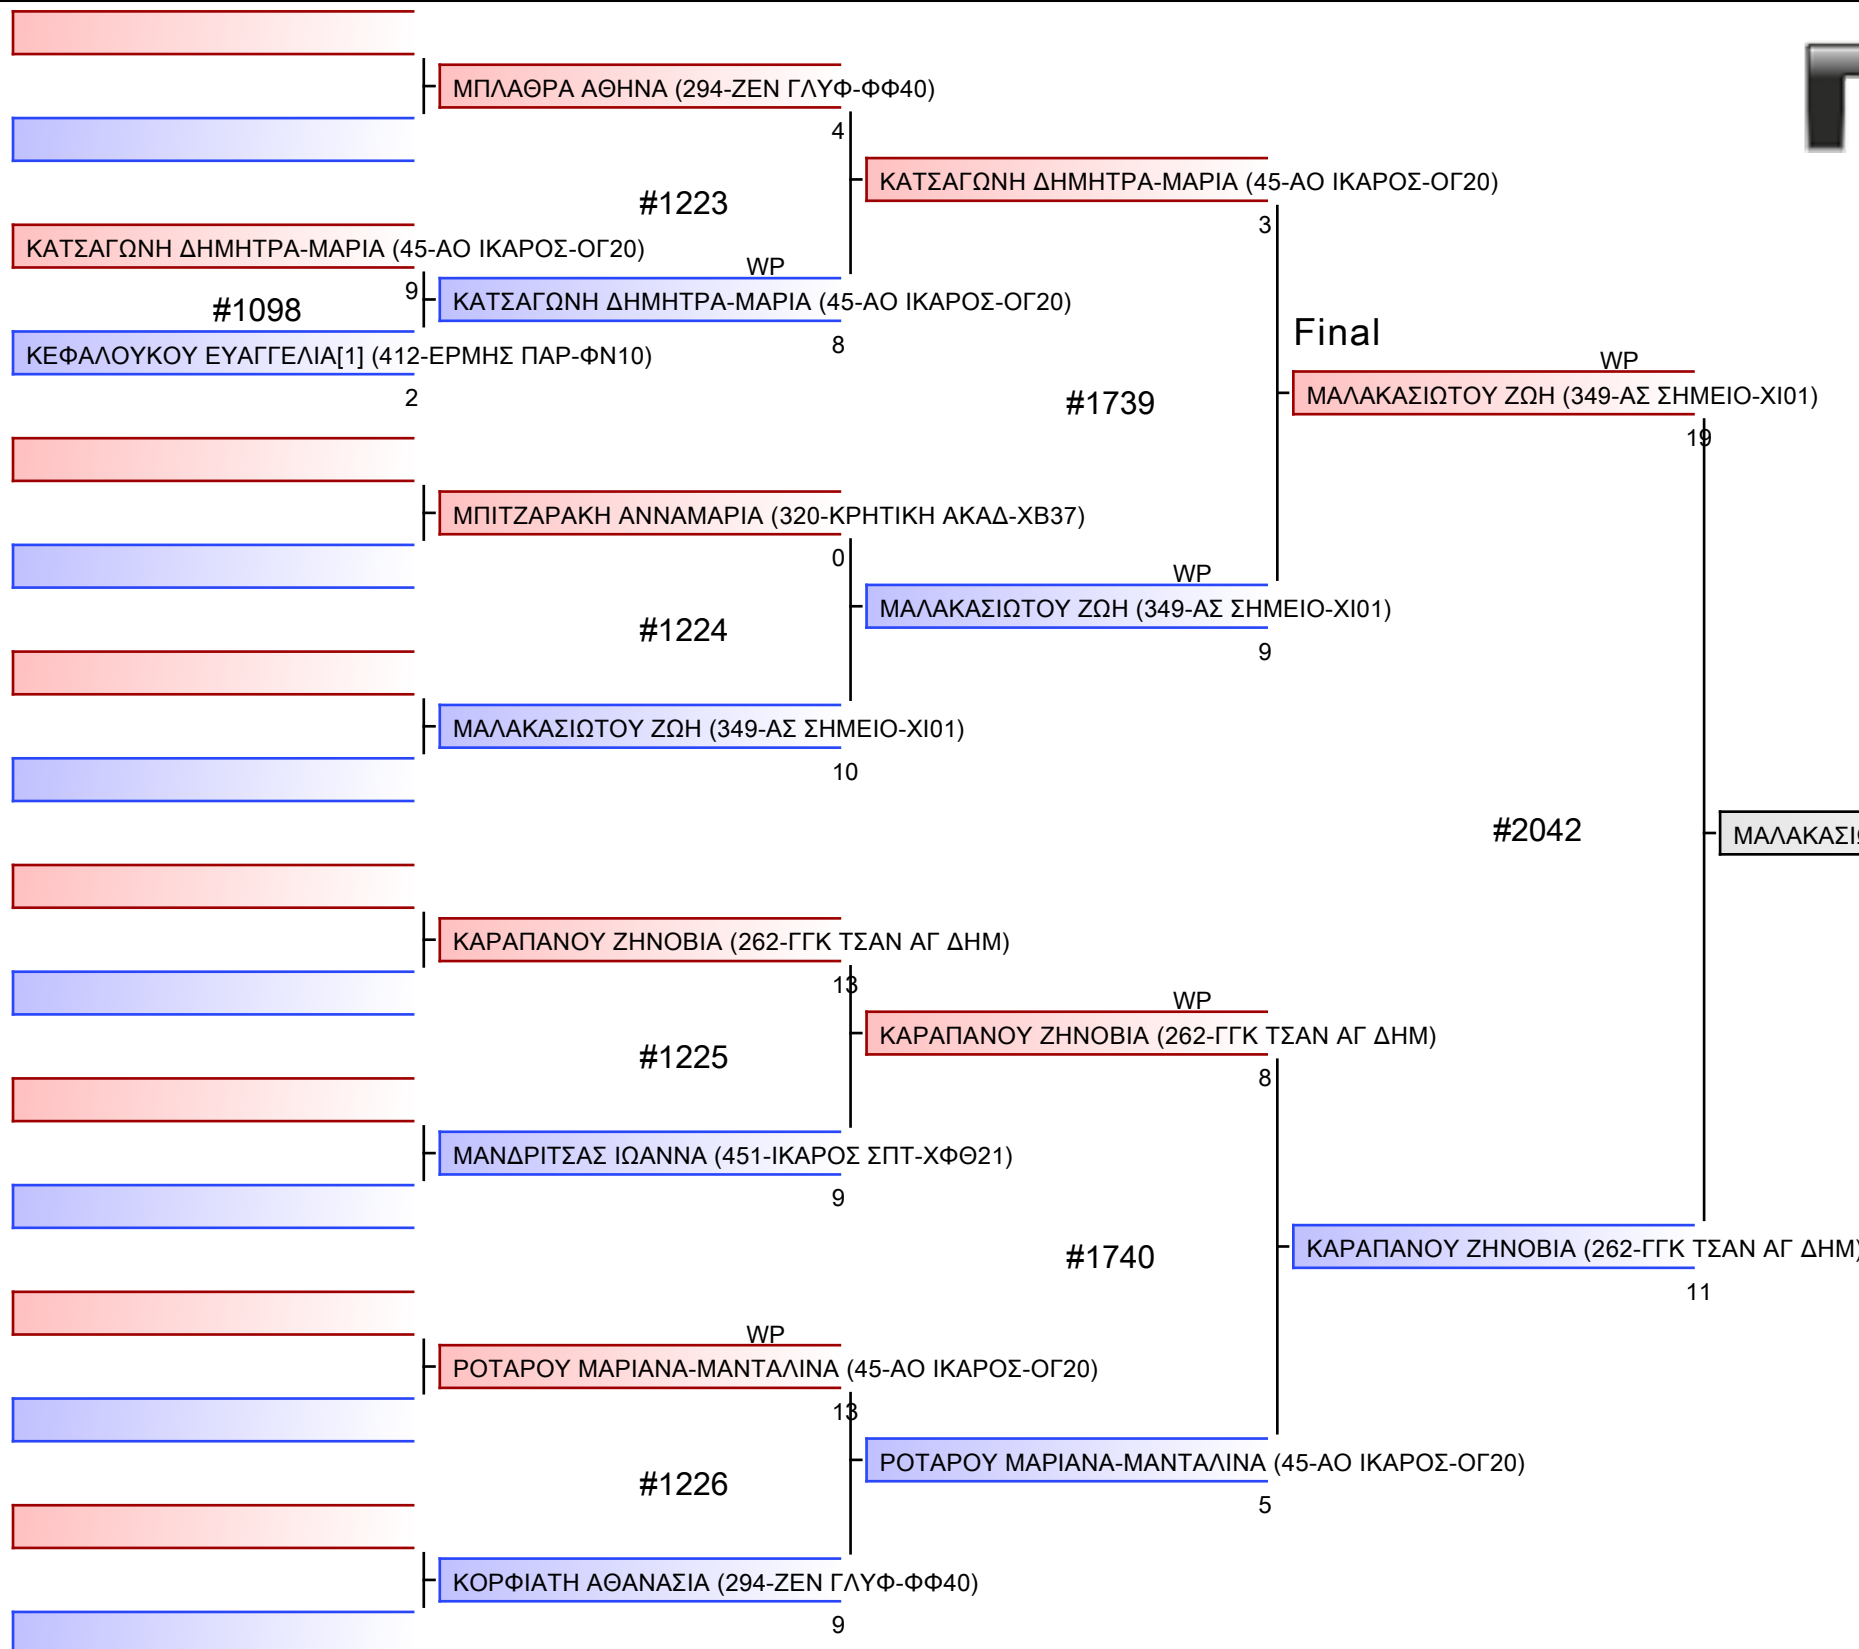 ΜΠΛΑΘΡΑ ΑΘΗΝΑ (294-ΖΕΝ ΓΛΥΦ-ΦΦ40)
4
ΚΑΤΣΑΓΩΝΗ ΔΗΜΗΤΡΑ-ΜΑΡΙΑ (45-ΑΟ ΙΚΑΡΟΣ-ΟΓ20)
#1223
3
ΚΑΤΣΑΓΩΝΗ ΔΗΜΗΤΡΑ-ΜΑΡΙΑ (45-ΑΟ ΙΚΑΡΟΣ-ΟΓ20)
WP
9
#1098
ΚΑΤΣΑΓΩΝΗ ΔΗΜΗΤΡΑ-ΜΑΡΙΑ (45-ΑΟ ΙΚΑΡΟΣ-ΟΓ20)
Final
8
ΚΕΦΑΛΟΥΚΟΥ ΕΥΑΓΓΕΛΙΑ[1] (412-ΕΡΜΗΣ ΠΑΡ-ΦΝ10)
WP
2
#1739
ΜΑΛΑΚΑΣΙΩΤΟΥ ΖΩΗ (349-ΑΣ ΣΗΜΕΙΟ-ΧΙ01)
19
ΜΠΙΤΖΑΡΑΚΗ ΑΝΝΑΜΑΡΙΑ (320-ΚΡΗΤΙΚΗ ΑΚΑΔ-ΧΒ37)
0
WP
ΜΑΛΑΚΑΣΙΩΤΟΥ ΖΩΗ (349-ΑΣ ΣΗΜΕΙΟ-ΧΙ01)
#1224
9
ΜΑΛΑΚΑΣΙΩΤΟΥ ΖΩΗ (349-ΑΣ ΣΗΜΕΙΟ-ΧΙ01)
10
#2042
ΜΑΛΑΚΑΣΙ
ΚΑΡΑΠΑΝΟΥ ΖΗΝΟΒΙΑ (262-ΓΓΚ ΤΣΑΝ ΑΓ ΔΗΜ)
13
WP
ΚΑΡΑΠΑΝΟΥ ΖΗΝΟΒΙΑ (262-ΓΓΚ ΤΣΑΝ ΑΓ ΔΗΜ)
#1225
8
ΜΑΝΔΡΙΤΣΑΣ ΙΩΑΝΝΑ (451-ΙΚΑΡΟΣ ΣΠΤ-ΧΦΘ21)
9
#1740
ΚΑΡΑΠΑΝΟΥ ΖΗΝΟΒΙΑ (262-ΓΓΚ ΤΣΑΝ ΑΓ ΔΗΜ)
11
WP
ΡΟΤΑΡΟΥ ΜΑΡΙΑΝΑ-ΜΑΝΤΑΛΙΝΑ (45-ΑΟ ΙΚΑΡΟΣ-ΟΓ20)
13
ΡΟΤΑΡΟΥ ΜΑΡΙΑΝΑ-ΜΑΝΤΑΛΙΝΑ (45-ΑΟ ΙΚΑΡΟΣ-ΟΓ20)
#1226
5
ΚΟΡΦΙΑΤΗ ΑΘΑΝΑΣΙΑ (294-ΖΕΝ ΓΛΥΦ-ΦΦ40)
9